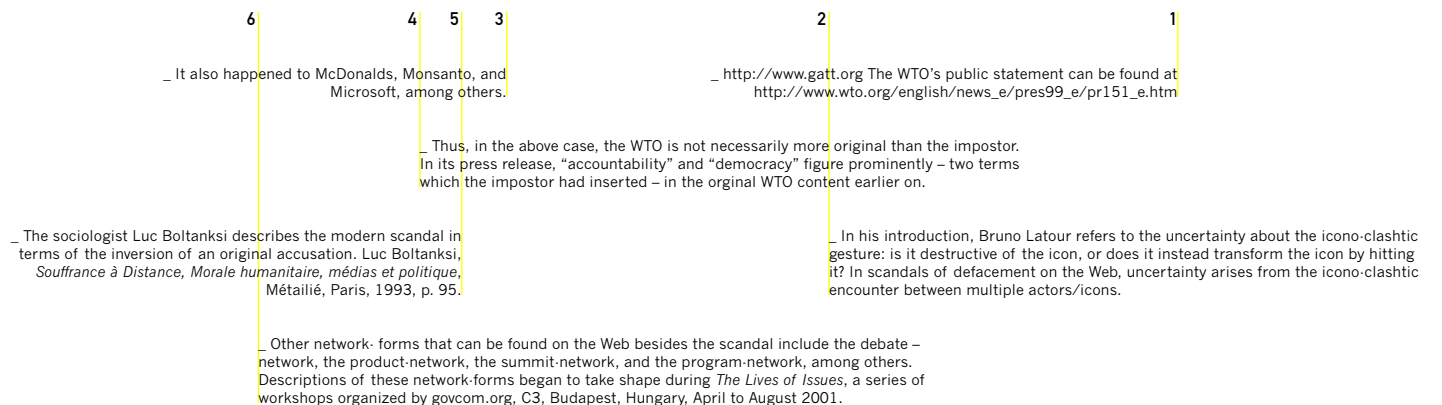 6 4 5 3 2 1
_ It also happened to McDonalds, Monsanto, and
Microsoft, among others.
_ http://www.gatt.org The WTO’s public statement can be found at
http://www.wto.org/english/news_e/pres99_e/pr151_e.htm
_ Thus, in the above case, the WTO is not necessarily more original than the impostor.
In its press release, “accountability” and “democracy” figure prominently – two terms
which the impostor had inserted – in the orginal WTO content earlier on.
_ The sociologist Luc Boltanksi describes the modern scandal in
terms of the inversion of an original accusation. Luc Boltanksi,
Souffrance à Distance, Morale humanitaire, médias et politique,
Métailié, Paris, 1993, p. 95.
_ In his introduction, Bruno Latour refers to the uncertainty about the icono-clashtic
gesture: is it destructive of the icon, or does it instead transform the icon by hitting
it? In scandals of defacement on the Web, uncertainty arises from the icono-clashtic
encounter between multiple actors/icons.
_ Other network- forms that can be found on the Web besides the scandal include the debate –
network, the product-network, the summit-network, and the program-network, among others.
Descriptions of these network-forms began to take shape during The Lives of Issues, a series of
workshops organized by govcom.org, C3, Budapest, Hungary, April to August 2001.